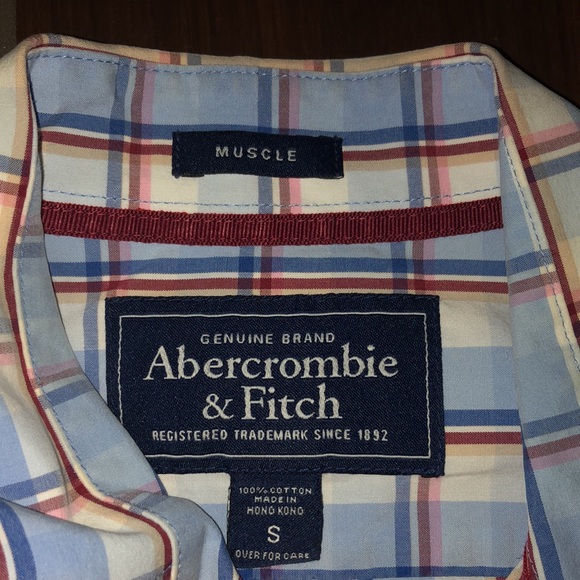 MUSCLE
GENUINE BRAND
Abercrombie
& Fitch
REGISTERED TRADEMARK SINCE 1892
100% COTTON
MADE IN
HONG KONG
S
OVER FOR CARE